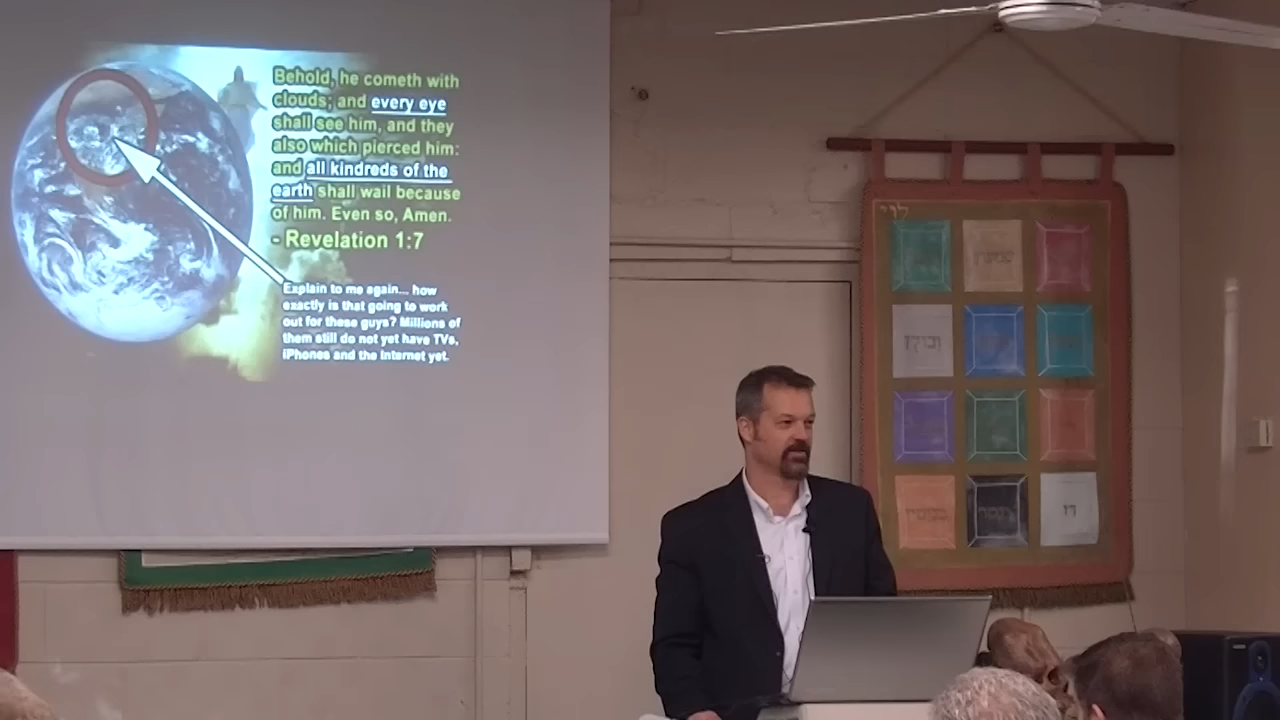 Behold, he cometh with
clouds; and every eye
shall see him, and they
also which pierced him:
and all kindreds of the
earth shall wail because
of him. Even so, Amen.
- Revelation 1:7
Explain to me again... how
exactly is that going to work
out for these guys? Millions of
them still do not yet have TVs,
iPhones and the Internet yet.
לוי
דן